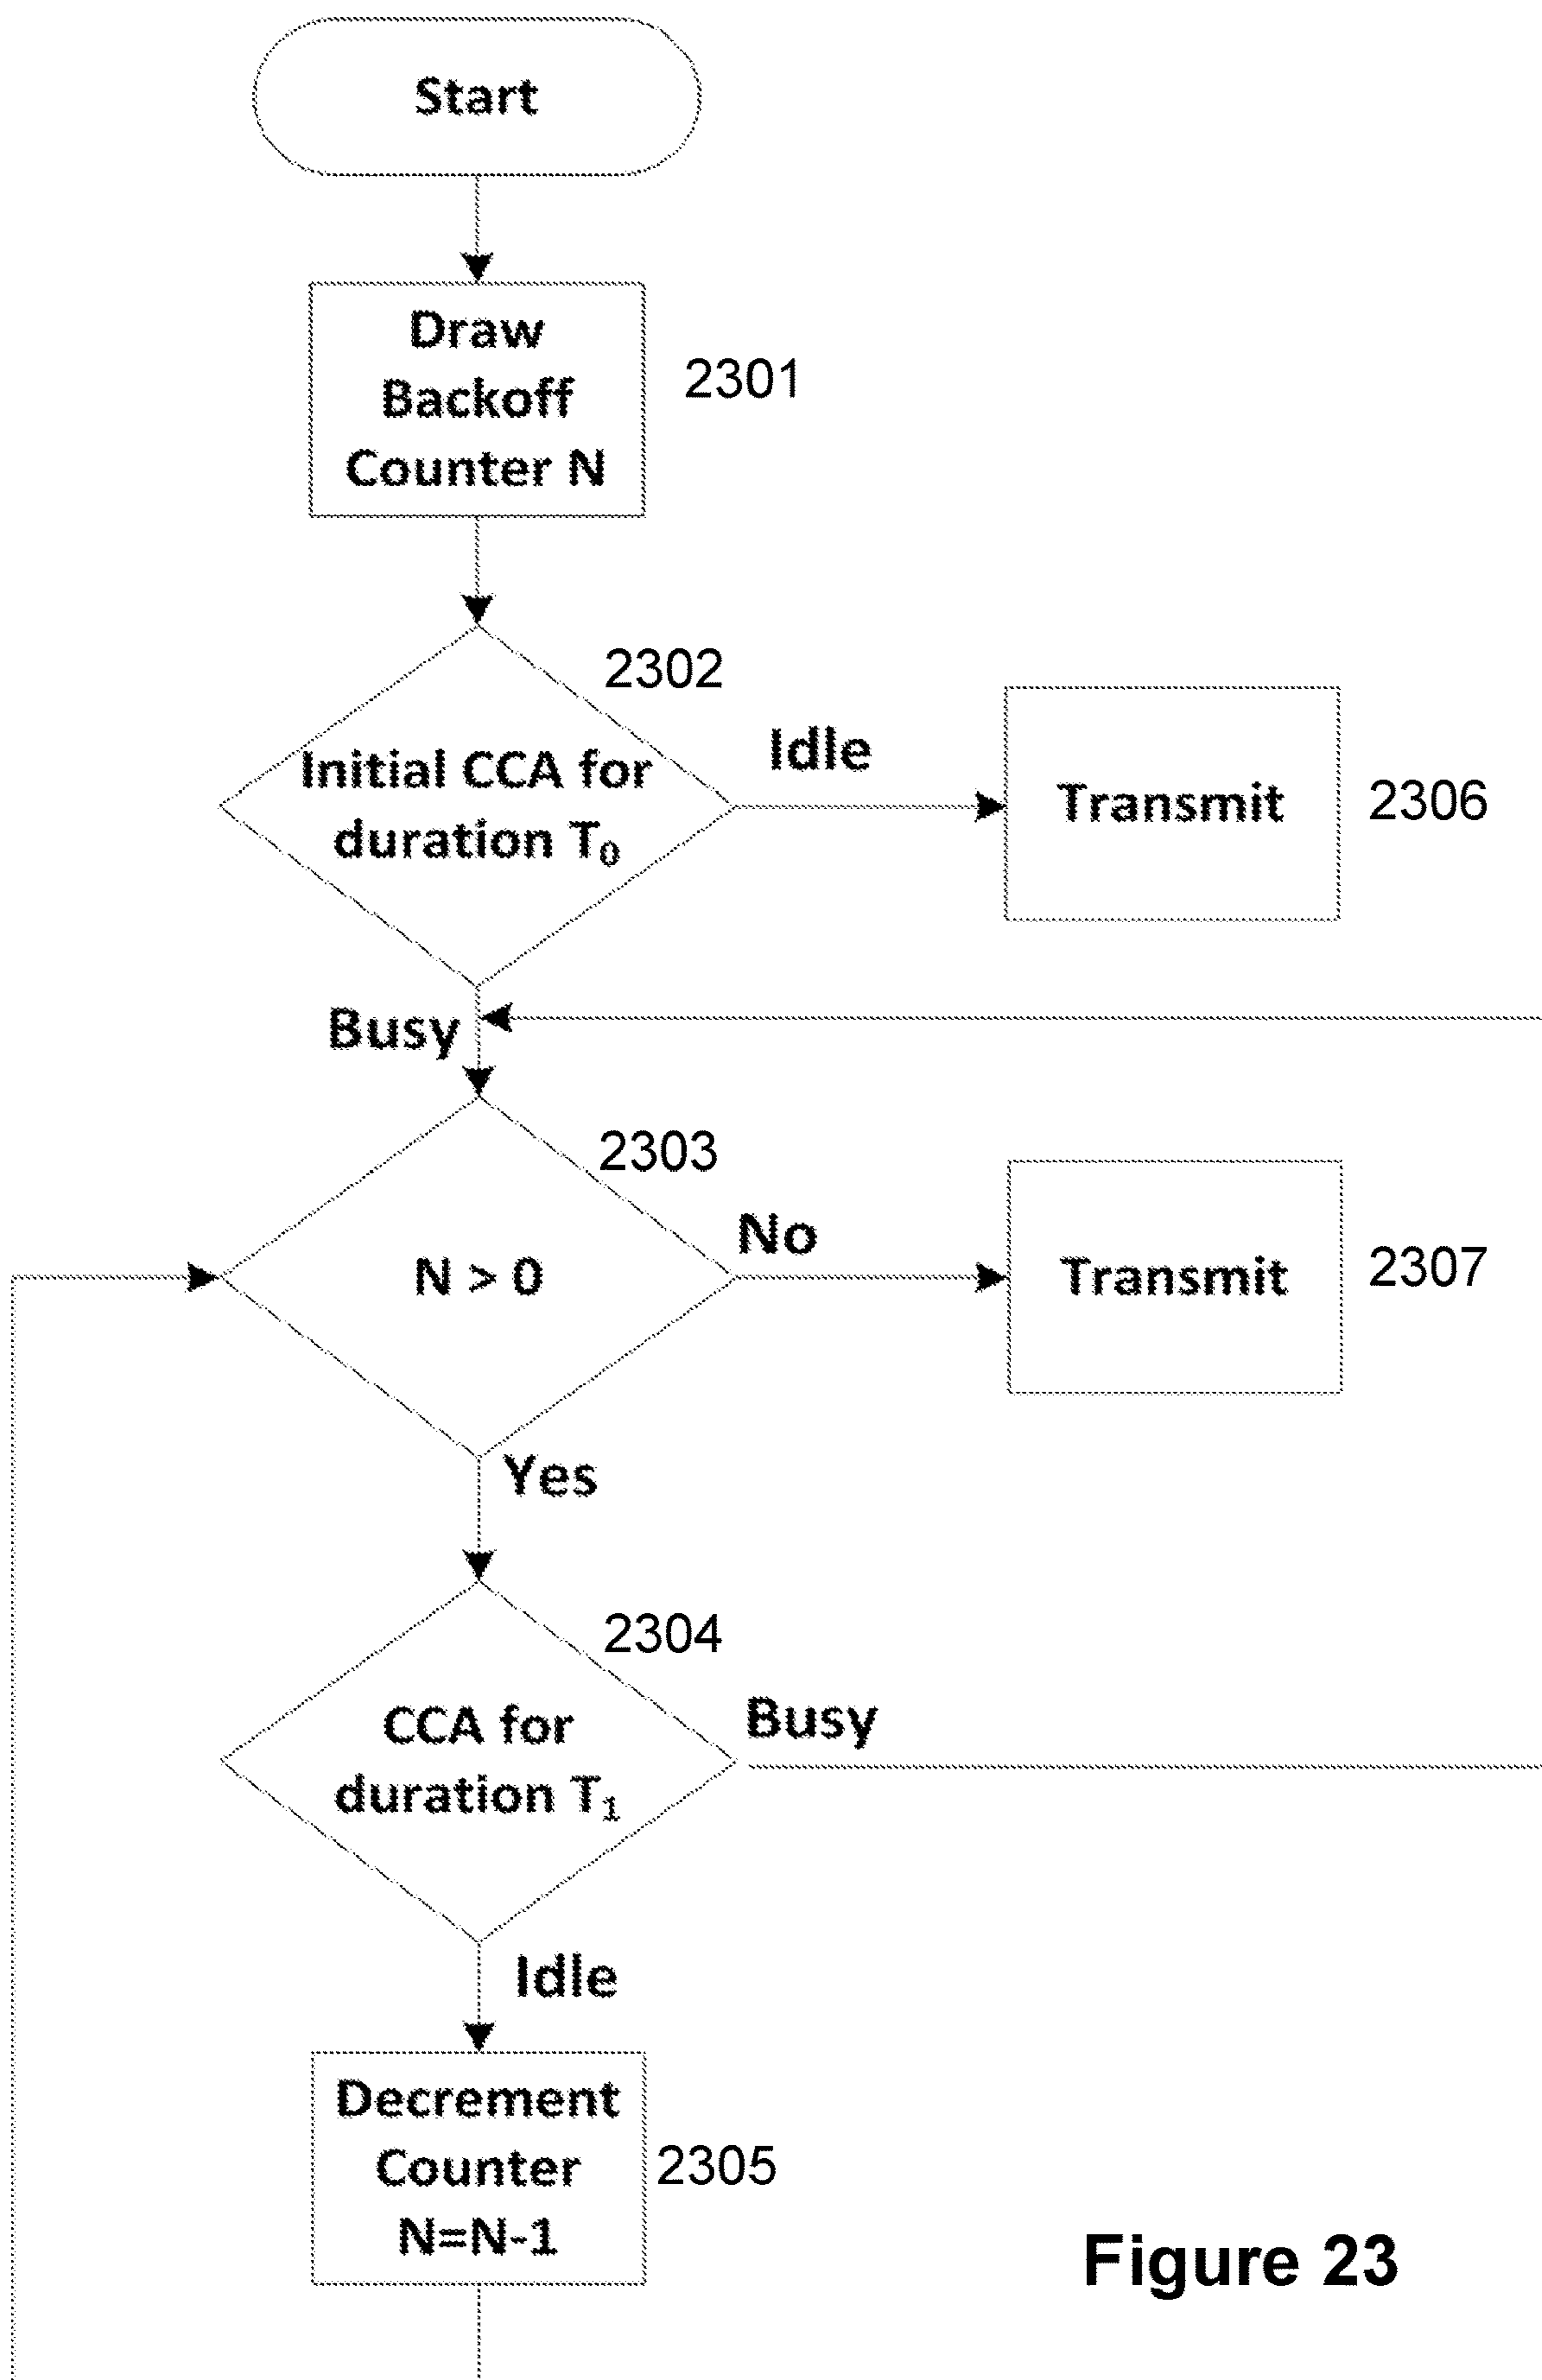 Start
Draw
Backoff
Counter N
2301
2302
Initial CCA for
duration T₀
Idle
Transmit
2306
Busy
2303
N > 0
No
Transmit
2307
Yes
2304
CCA for
duration T₁
Busy
Idle
Decrement
Counter
N=N-1
2305
Figure 23